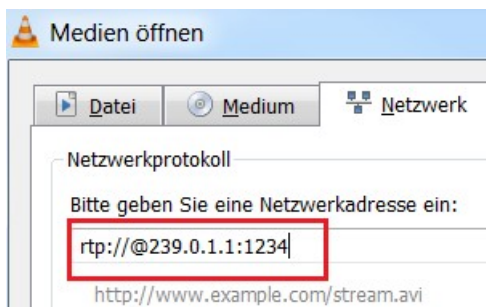 Medien öffnen
Datei Medium Netzwerk
Netzwerkprotokoll
Bitte geben Sie eine Netzwerkadresse ein:
rtp://@239.0.1.1:1234
http://www.example.com/stream.avi